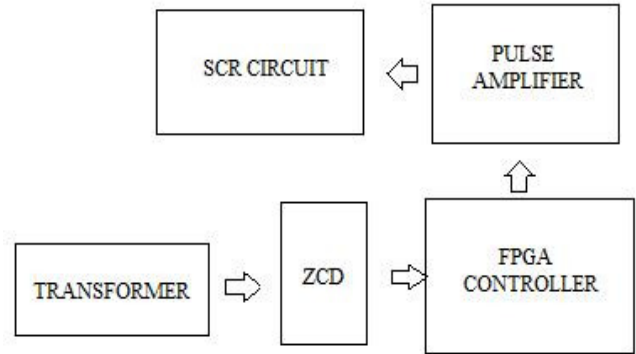 SCR CIRCUIT
PULSE
AMPLIFIER
TRANSFORMER
ZCD
FPGA
CONTROLLER